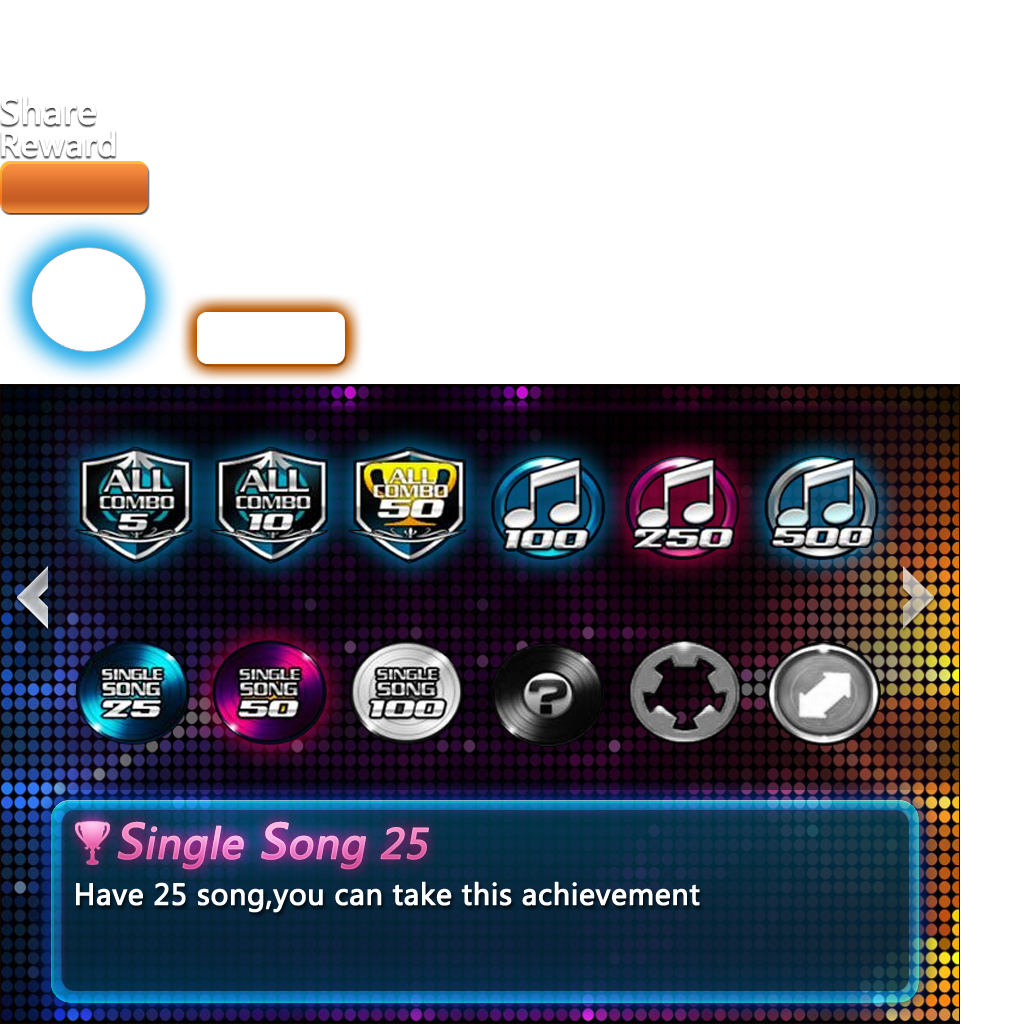 Share
Reward
ALL
COMBO
5
ALL
COMBO
10
ALL
COMBO
50
100
250
500
SINGLE
SONG
25
SINGLE
SONG
50
SINGLE
SONG
100
?
Single Song 25
Have 25 song,you can take this achievement